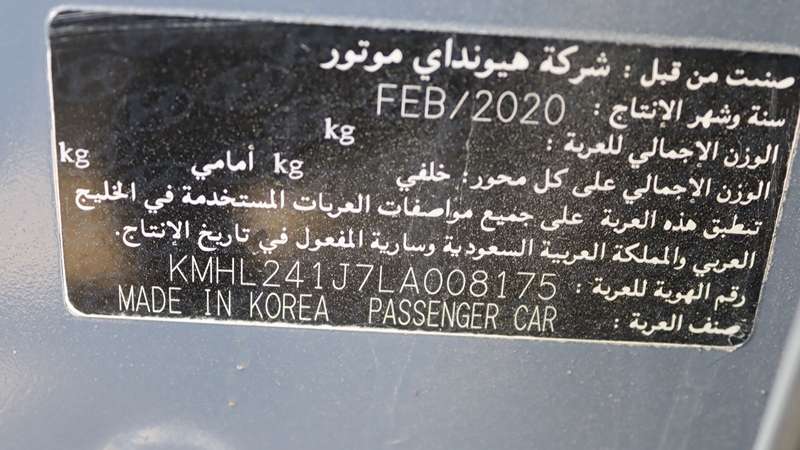 صنعت من قبل : شركة هيونداي موتور
سنة وشهر الإنتاج : FEB/2020
الوزن الاجمالي للعربة : kg
الوزن الاجمالي على كل محور: خلفي kg أمامي kg
تنطبق هذه العربة على جميع مواصفات العربات المستخدمة في الخليج
العربي والمملكة العربية السعودية وسارية المفعول في تاريخ الإنتاج.
رقم الهوية للعربة : KMHL241J7LA008175
صنف العربة : MADE IN KOREA PASSENGER CAR